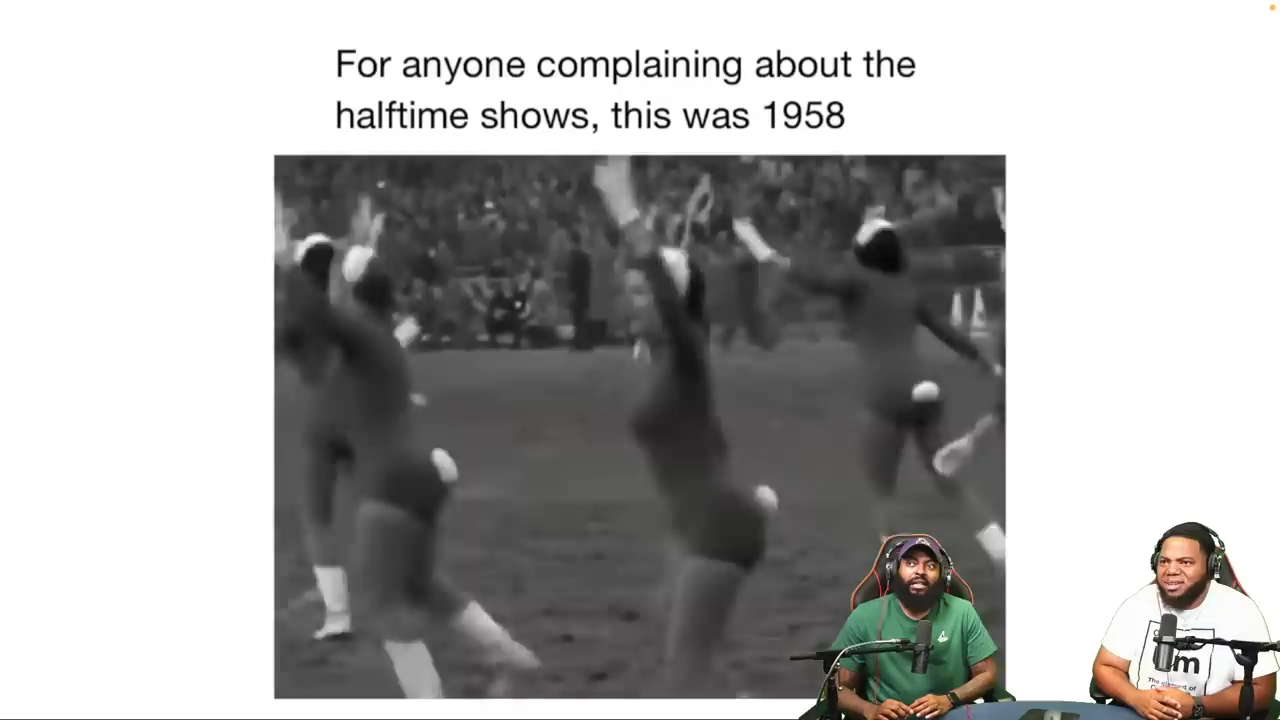 For anyone complaining about the
halftime shows, this was 1958